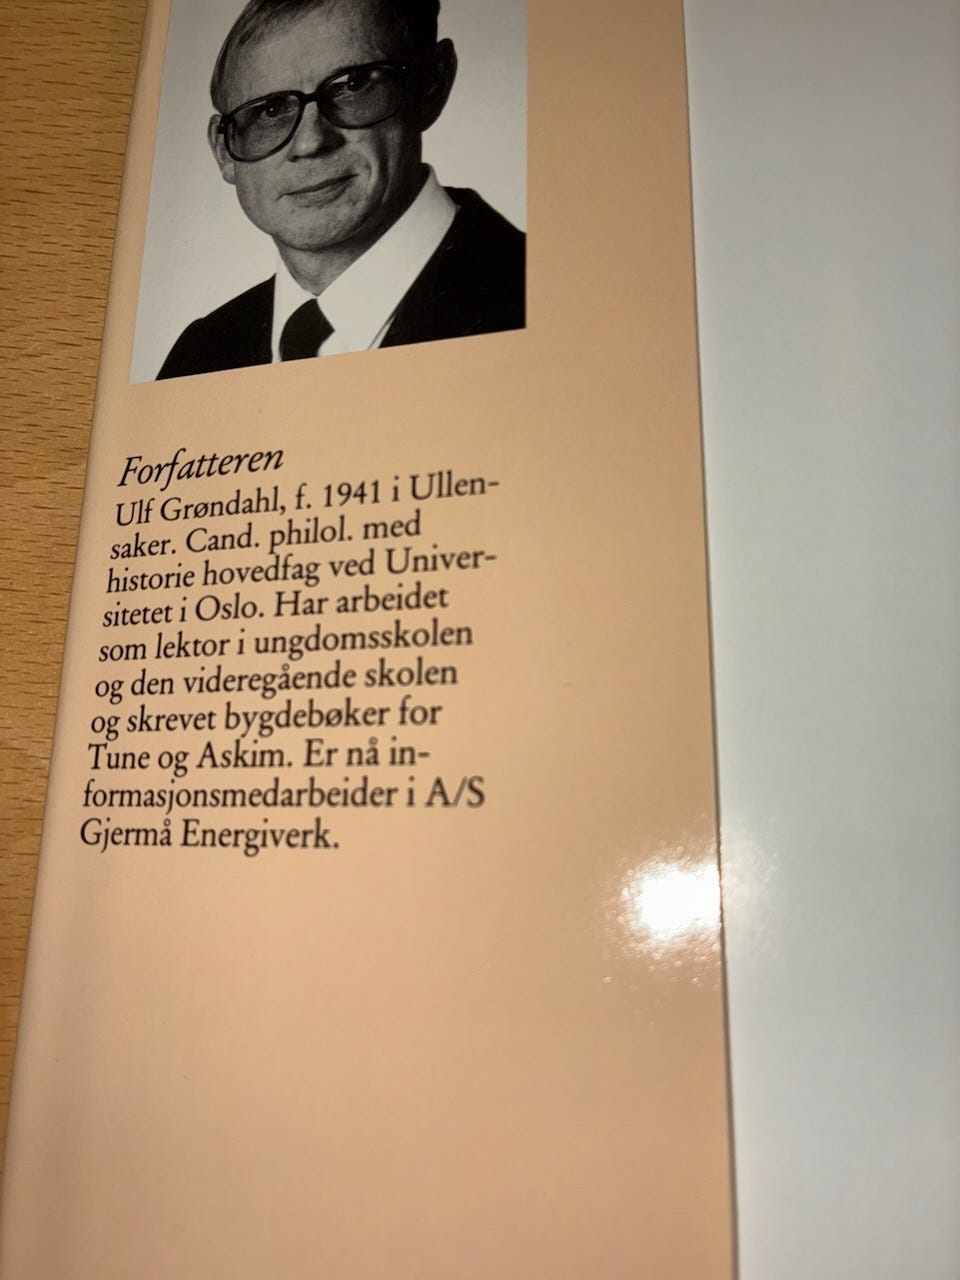 Forfatteren
Ulf Grøndahl, f. 1941 i Ullen-
saker. Cand. philol. med
historie hovedfag ved Univer-
sitetet i Oslo. Har arbeidet
som lektor i ungdomsskolen
og den videregående skolen
og skrevet bygdebøker for
Tune og Askim. Er nå in-
formasjonsmedarbeider i A/S
Gjermå Energiverk.